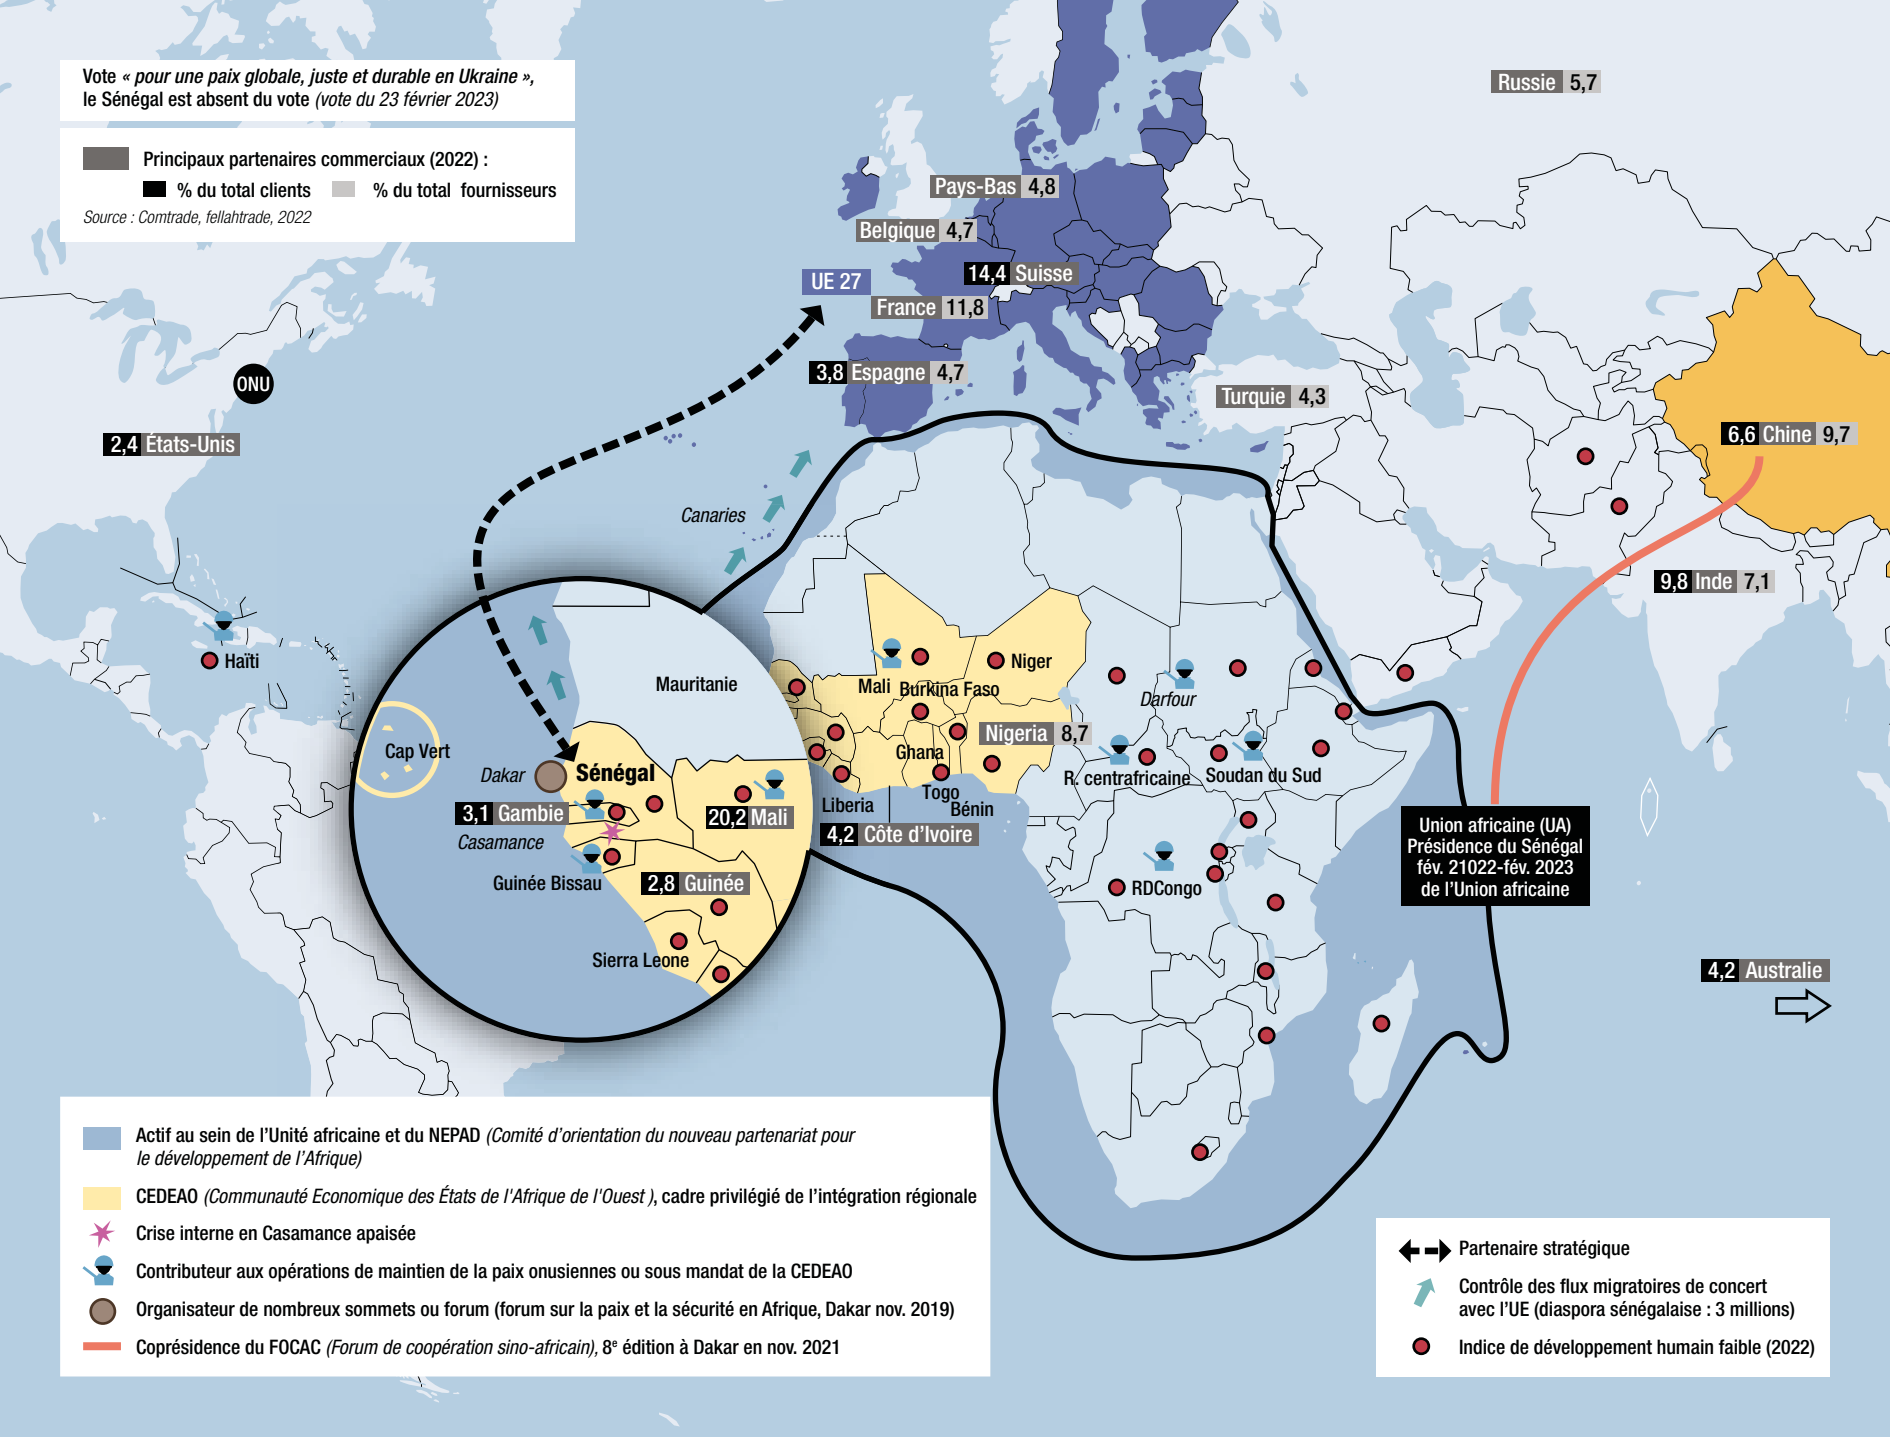 Vote « pour une paix globale, juste et durable en Ukraine »,
le Sénégal est absent du vote (vote du 23 février 2023)
Principaux partenaires commerciaux (2022) :
% du total clients % du total fournisseurs
Source : Comtrade, fellahtrade, 2022
Russie 5,7
Pays-Bas 4,8
Belgique 4,7
UE 27
14,4 Suisse
France 11,8
3,8 Espagne 4,7
Turquie 4,3
ONU
2,4 États-Unis
6,6 Chine 9,7
Canaries
9,8 Inde 7,1
Haïti
Mauritanie
Mali
Burkina Faso
Niger
Darfour
Cap Vert
Dakar
Sénégal
Ghana
Nigeria 8,7
R. centrafricaine
Soudan du Sud
3,1 Gambie
20,2 Mali
Casamance
Liberia
Togo
Bénin
4,2 Côte d'Ivoire
Guinée Bissau
2,8 Guinée
RDCongo
Sierra Leone
Union africaine (UA)
Présidence du Sénégal
fév. 21022-fév. 2023
de l'Union africaine
4,2 Australie
Actif au sein de l'Unité africaine et du NEPAD (Comité d'orientation du nouveau partenariat pour
le développement de l'Afrique)
CEDEAO (Communauté Economique des États de l'Afrique de l'Ouest ), cadre privilégié de l'intégration régionale
Crise interne en Casamance apaisée
Contributeur aux opérations de maintien de la paix onusiennes ou sous mandat de la CEDEAO
Organisateur de nombreux sommets ou forum (forum sur la paix et la sécurité en Afrique, Dakar nov. 2019)
Coprésidence du FOCAC (Forum de coopération sino-africain), 8e édition à Dakar en nov. 2021
Partenaire stratégique
Contrôle des flux migratoires de concert
avec l'UE (diaspora sénégalaise : 3 millions)
Indice de développement humain faible (2022)